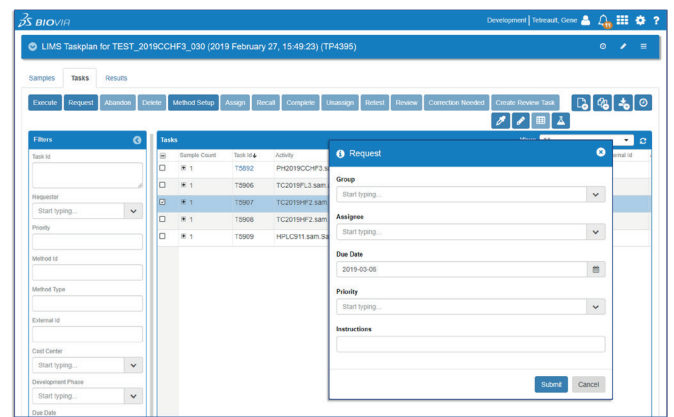 3S BIOVIA
Development | Tetreault, Gene
?
LIMS Taskplan for TEST_2019CCHF3_030 (2019 February 27, 15:49:23) (TP4395)
Samples Tasks Results
Execute Request Abandon Delete Method Setup Assign Recall Complete Unassign Retest Review Correction Needed Create Review Task
Filters
Task Id
Requester
Start typing...
Priority
Method Id
Method Type
External Id
Cost Center
Start typing...
Development Phase
Start typing...
Due Date
Tasks
Sample Count Task Id Activity
1 T5892 PH2019CCHF3.s
1 T5906 TC2019FL3.sam.
1 T5907 TC2019HF2.sam
1 T5908 TC2019HF2.sam
1 T5909 HPLC911.sam.Sa
Request
Group
Start typing...
Assignee
Start typing...
Due Date
2019-03-06
Priority
Start typing...
Instructions
Submit Cancel